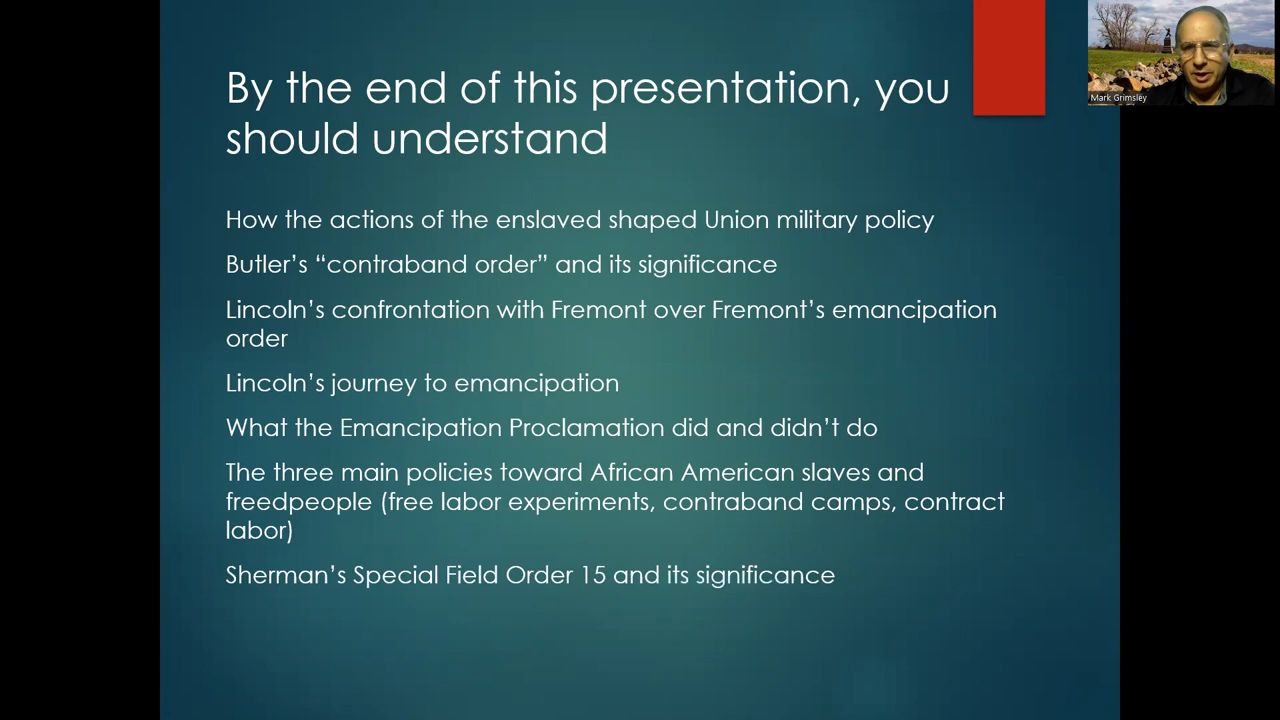 By the end of this presentation, you
should understand
Mark Grimsley
How the actions of the enslaved shaped Union military policy
Butler’s “contraband order” and its significance
Lincoln’s confrontation with Fremont over Fremont’s emancipation
order
Lincoln’s journey to emancipation
What the Emancipation Proclamation did and didn’t do
The three main policies toward African American slaves and
freedpeople (free labor experiments, contraband camps, contract
labor)
Sherman’s Special Field Order 15 and its significance